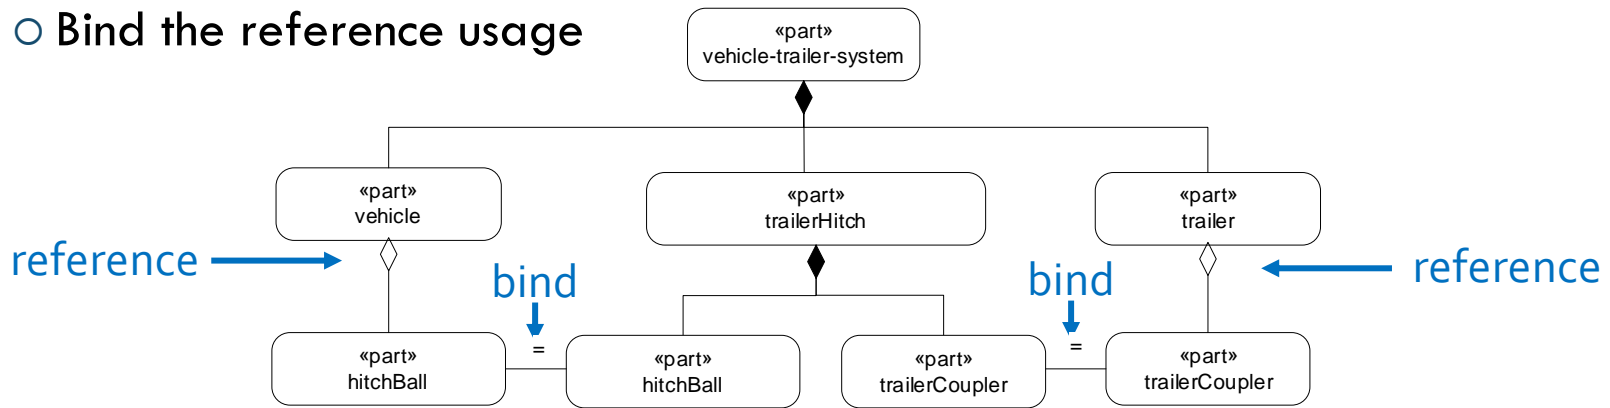 ○ Bind the reference usage
«part»
vehicle-trailer-system
«part»
vehicle
«part»
trailerHitch
«part»
trailer
reference
bind
bind
reference
=
=
«part»
hitchBall
«part»
hitchBall
«part»
trailerCoupler
«part»
trailerCoupler